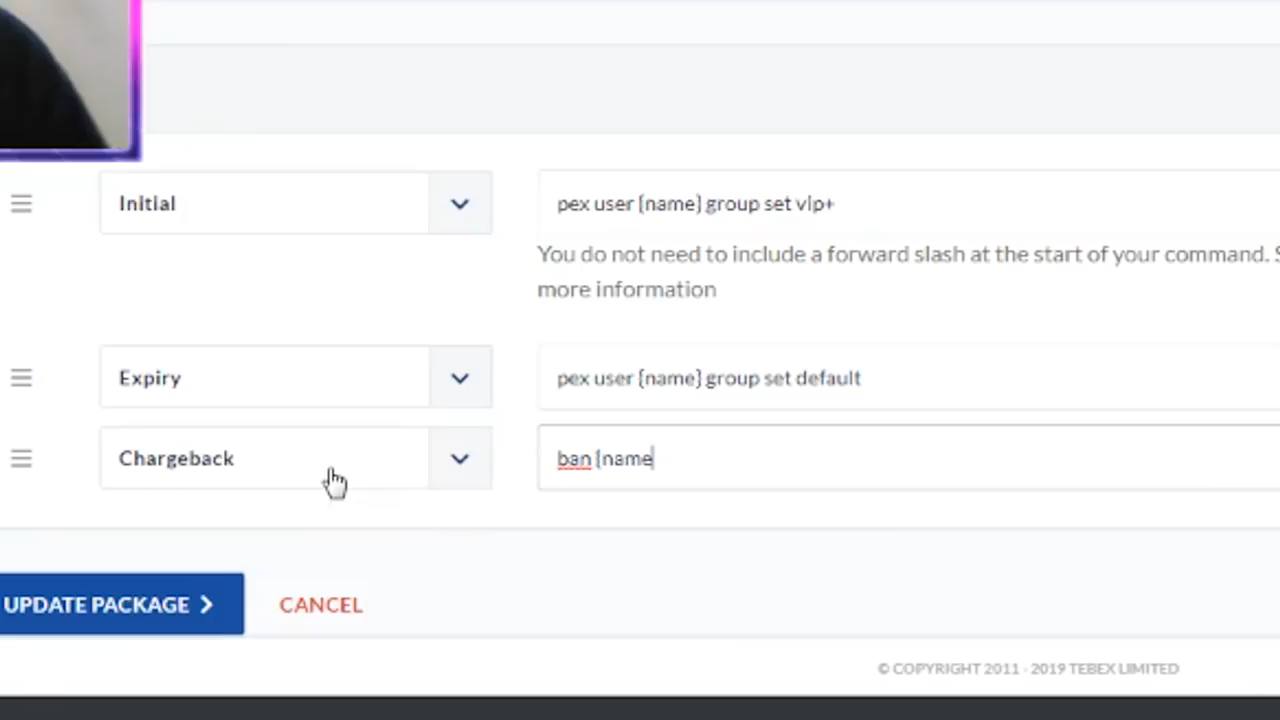 Initial
pex user {name} group set vip+
You do not need to include a forward slash at the start of your command. S
more information
Expiry
pex user {name} group set default
Chargeback
ban {name
UPDATE PACKAGE
CANCEL
© COPYRIGHT 2011 - 2019 TEBEX LIMITED